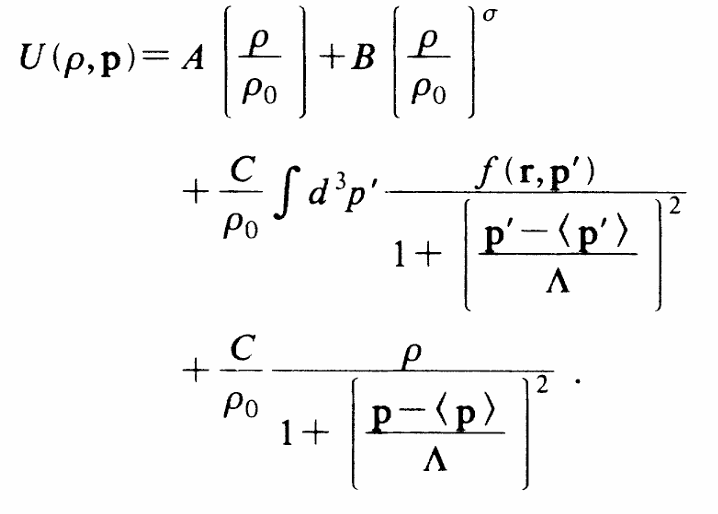 U(ρ,p)= A [ρ/ρ₀] + B [ρ/ρ₀]^σ
+ C/ρ₀ ∫ d³p′ f(r,p′) / (1+ [(p′−⟨p′⟩)/Λ]²)
+ C/ρ₀ ρ / (1+ [(p−⟨p⟩)/Λ]²) .